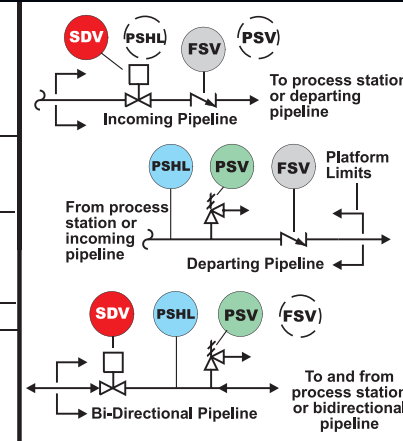 SDV
PSHL
FSV
PSV
To process station
or departing
pipeline
Incoming Pipeline
PSHL
PSV
FSV
Platform
Limits
From process
station or
incoming
pipeline
Departing Pipeline
SDV
PSHL
PSV
FSV
To and from
process station
or bidirectional
pipeline
Bi-Directional Pipeline